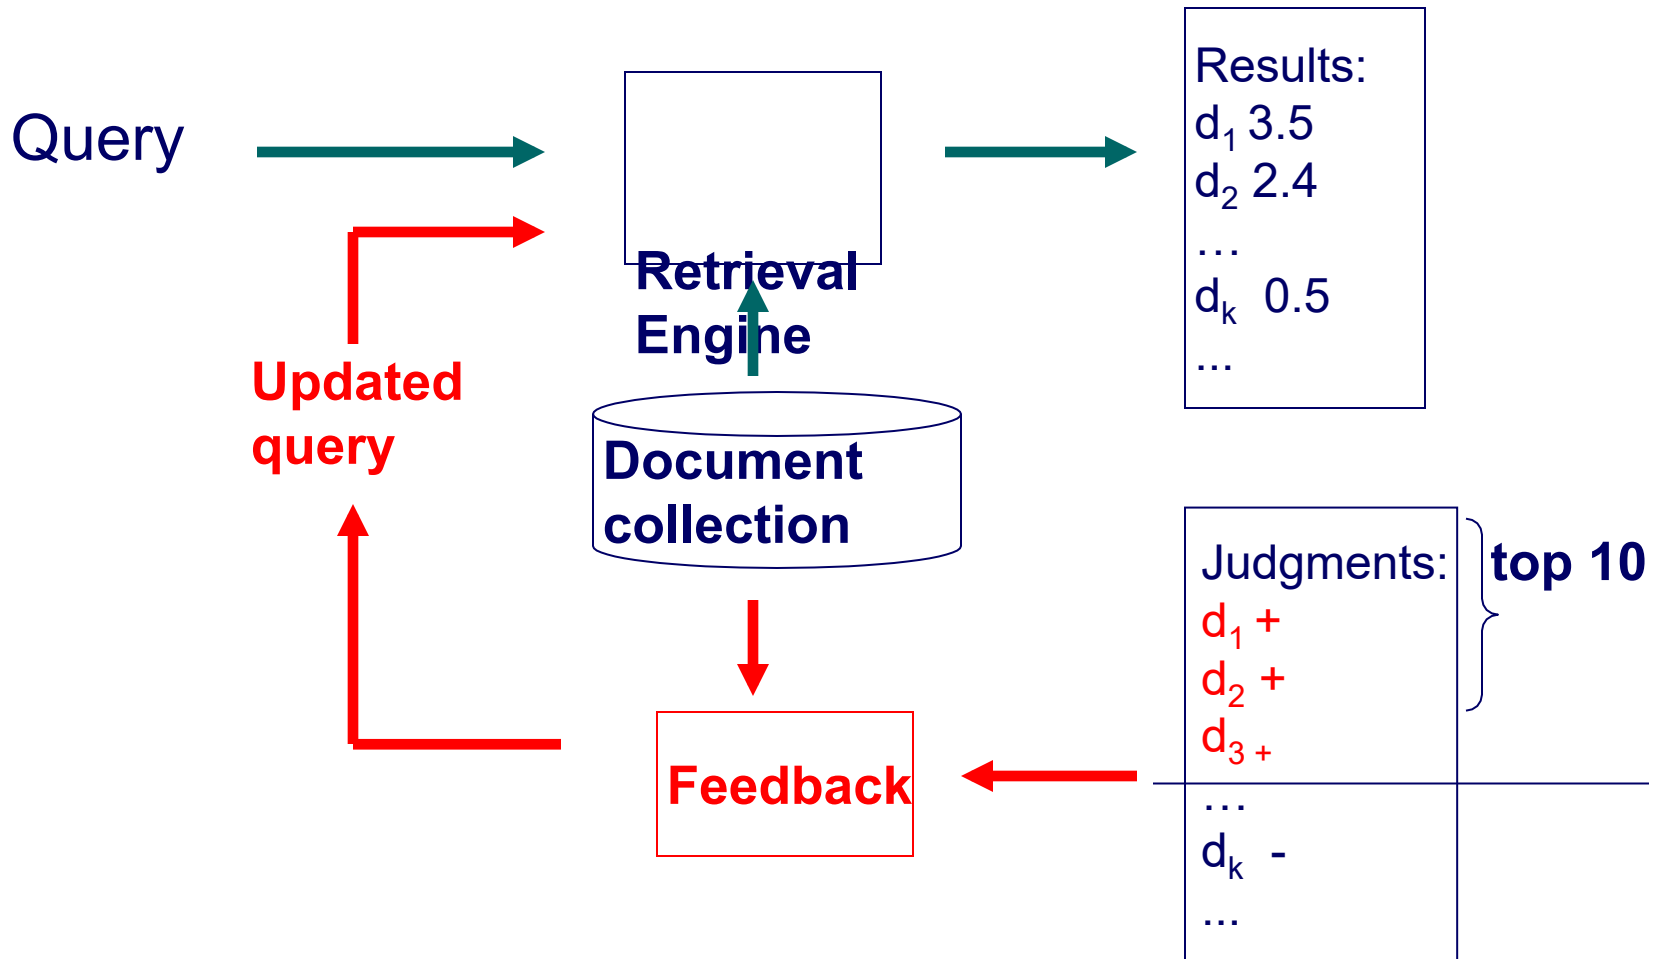 Query
Retrieval
Engine
Results:
d₁ 3.5
d₂ 2.4
…
dₖ 0.5
...
Updated
query
Document
collection
Judgments:
top 10
d₁ +
d₂ +
d₃ +
…
dₖ -
...
Feedback